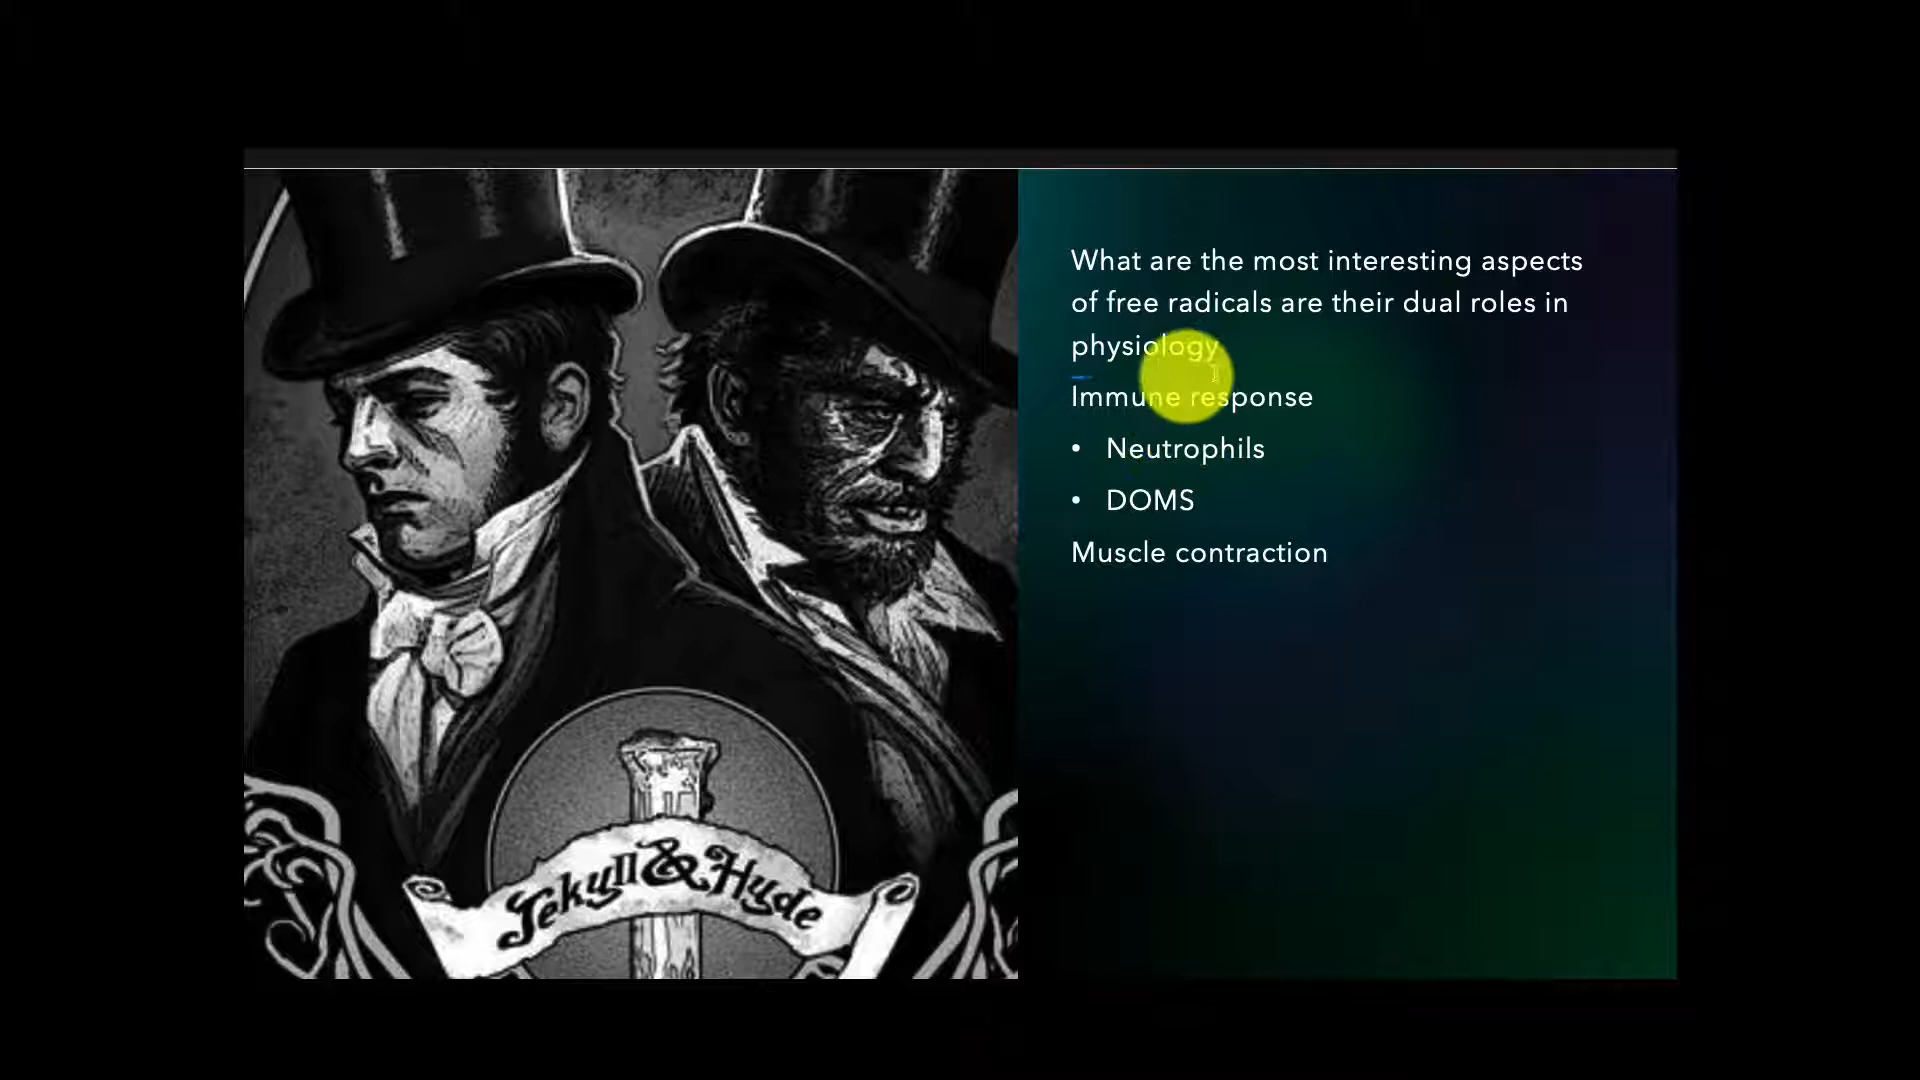 What are the most interesting aspects
of free radicals are their dual roles in
physiology
Immune response
• Neutrophils
• DOMS
Muscle contraction
Jekyll & Hyde